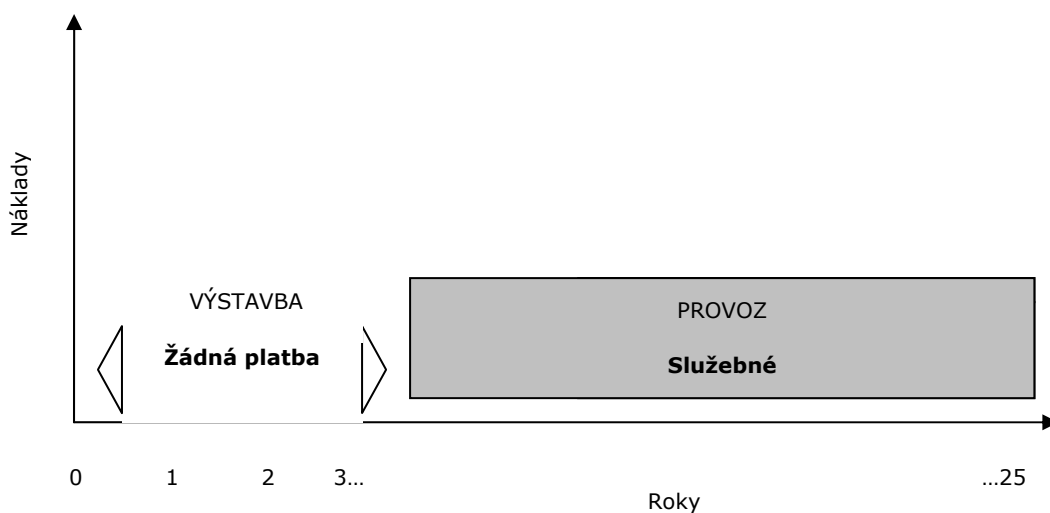 Náklady
VÝSTAVBA
Žádná platba
PROVOZ
Služebné
0 1 2 3... ...25
Roky